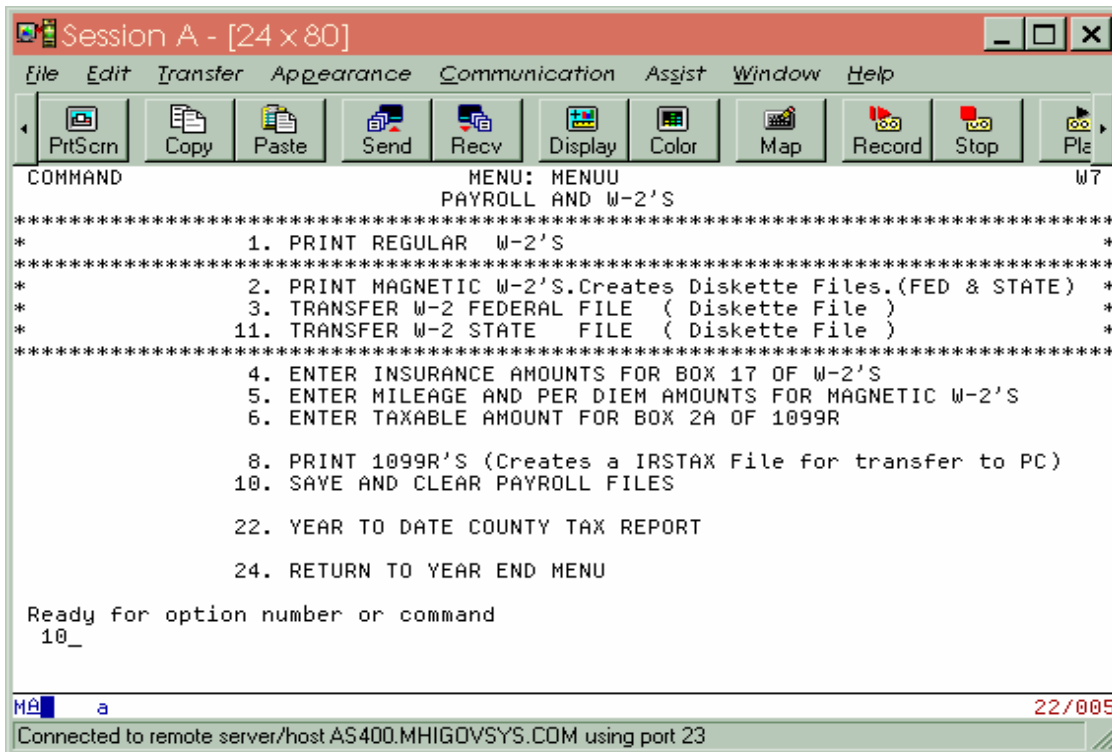 Session A - [24 x 80]
File Edit Transfer Appearance Communication Assist Window Help
PrtScrn Copy Paste Send Recv Display Color Map Record Stop Pla
COMMAND MENU: MENUU W7
PAYROLL AND W-2'S
********************************************************************************
* 1. PRINT REGULAR W-2'S *
********************************************************************************
* 2. PRINT MAGNETIC W-2'S.Creates Diskette Files.(FED & STATE) *
* 3. TRANSFER W-2 FEDERAL FILE ( Diskette File ) *
* 11. TRANSFER W-2 STATE FILE ( Diskette File ) *
********************************************************************************
4. ENTER INSURANCE AMOUNTS FOR BOX 17 OF W-2'S
5. ENTER MILEAGE AND PER DIEM AMOUNTS FOR MAGNETIC W-2'S
6. ENTER TAXABLE AMOUNT FOR BOX 2A OF 1099R
8. PRINT 1099R'S (Creates a IRSTAX File for transfer to PC)
10. SAVE AND CLEAR PAYROLL FILES
22. YEAR TO DATE COUNTY TAX REPORT
24. RETURN TO YEAR END MENU
Ready for option number or command
10_
MA a 22/005
Connected to remote server/host AS400.MHIGOVSYS.COM using port 23